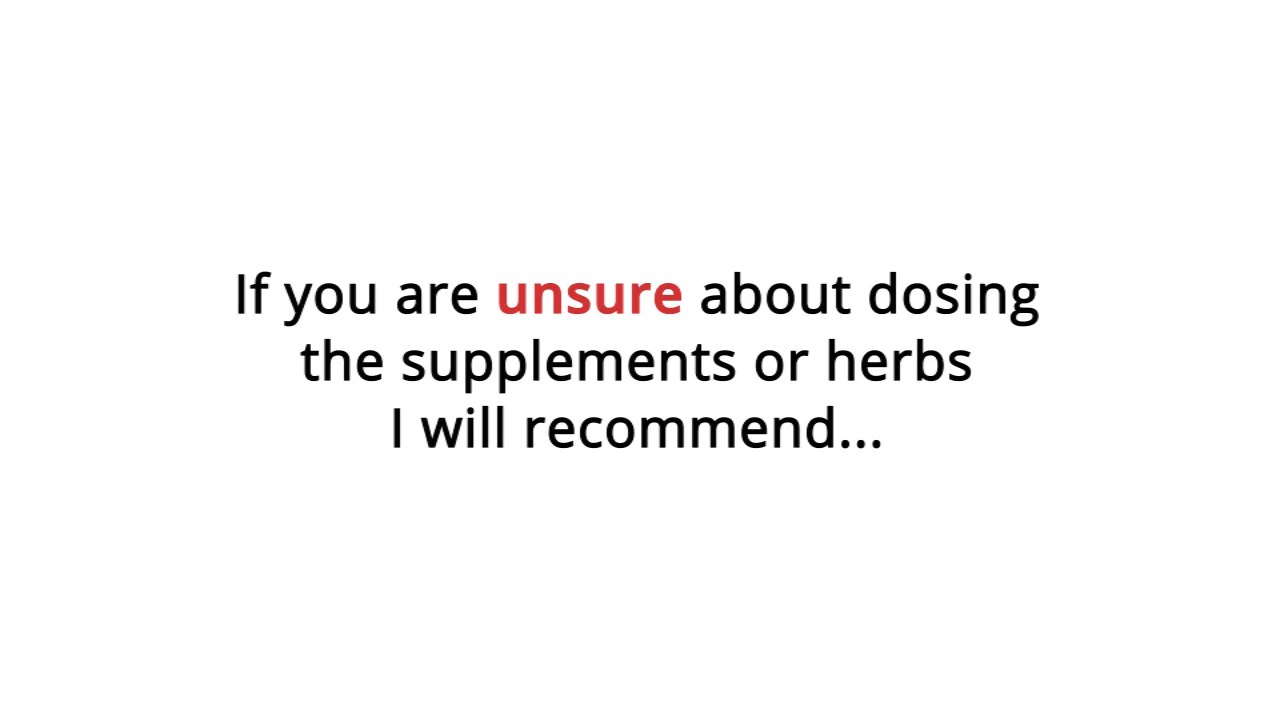 If you are unsure about dosing
the supplements or herbs
I will recommend...